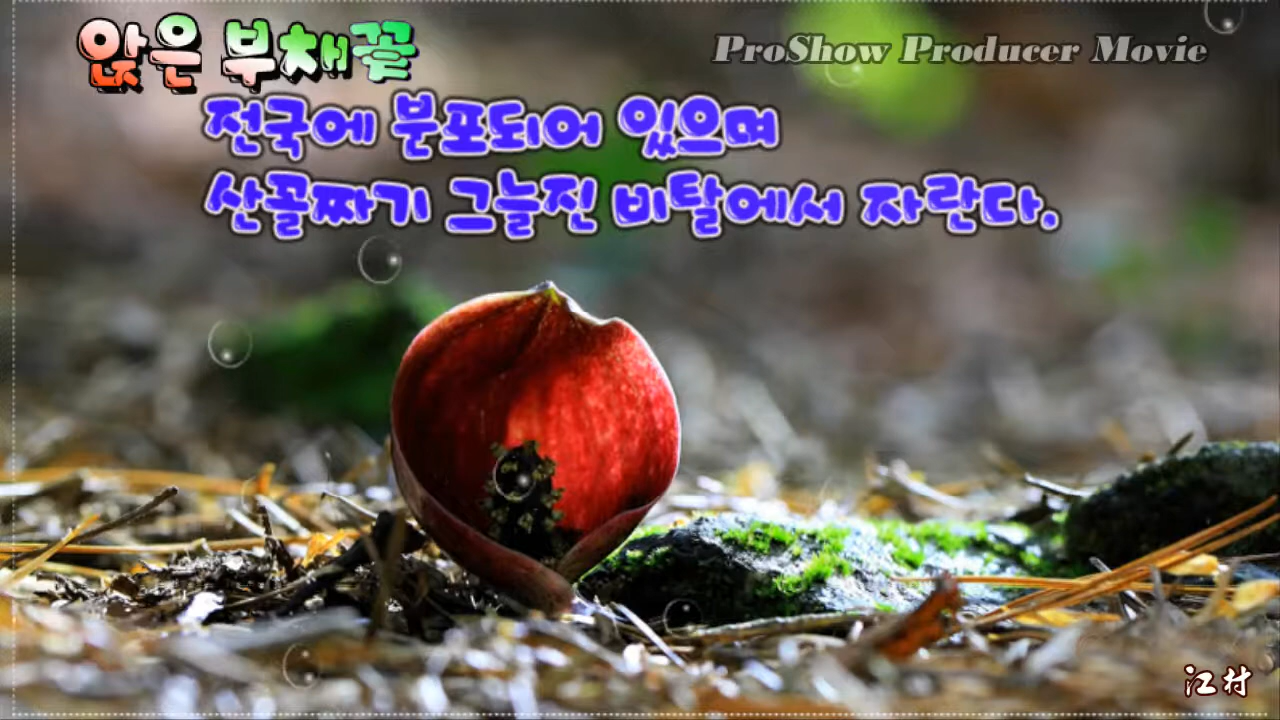 앉은 부채꽃
ProShow Producer Movie
전국에 분포되어 있으며
산골짜기 그늘진 비탈에서 자란다.
江村